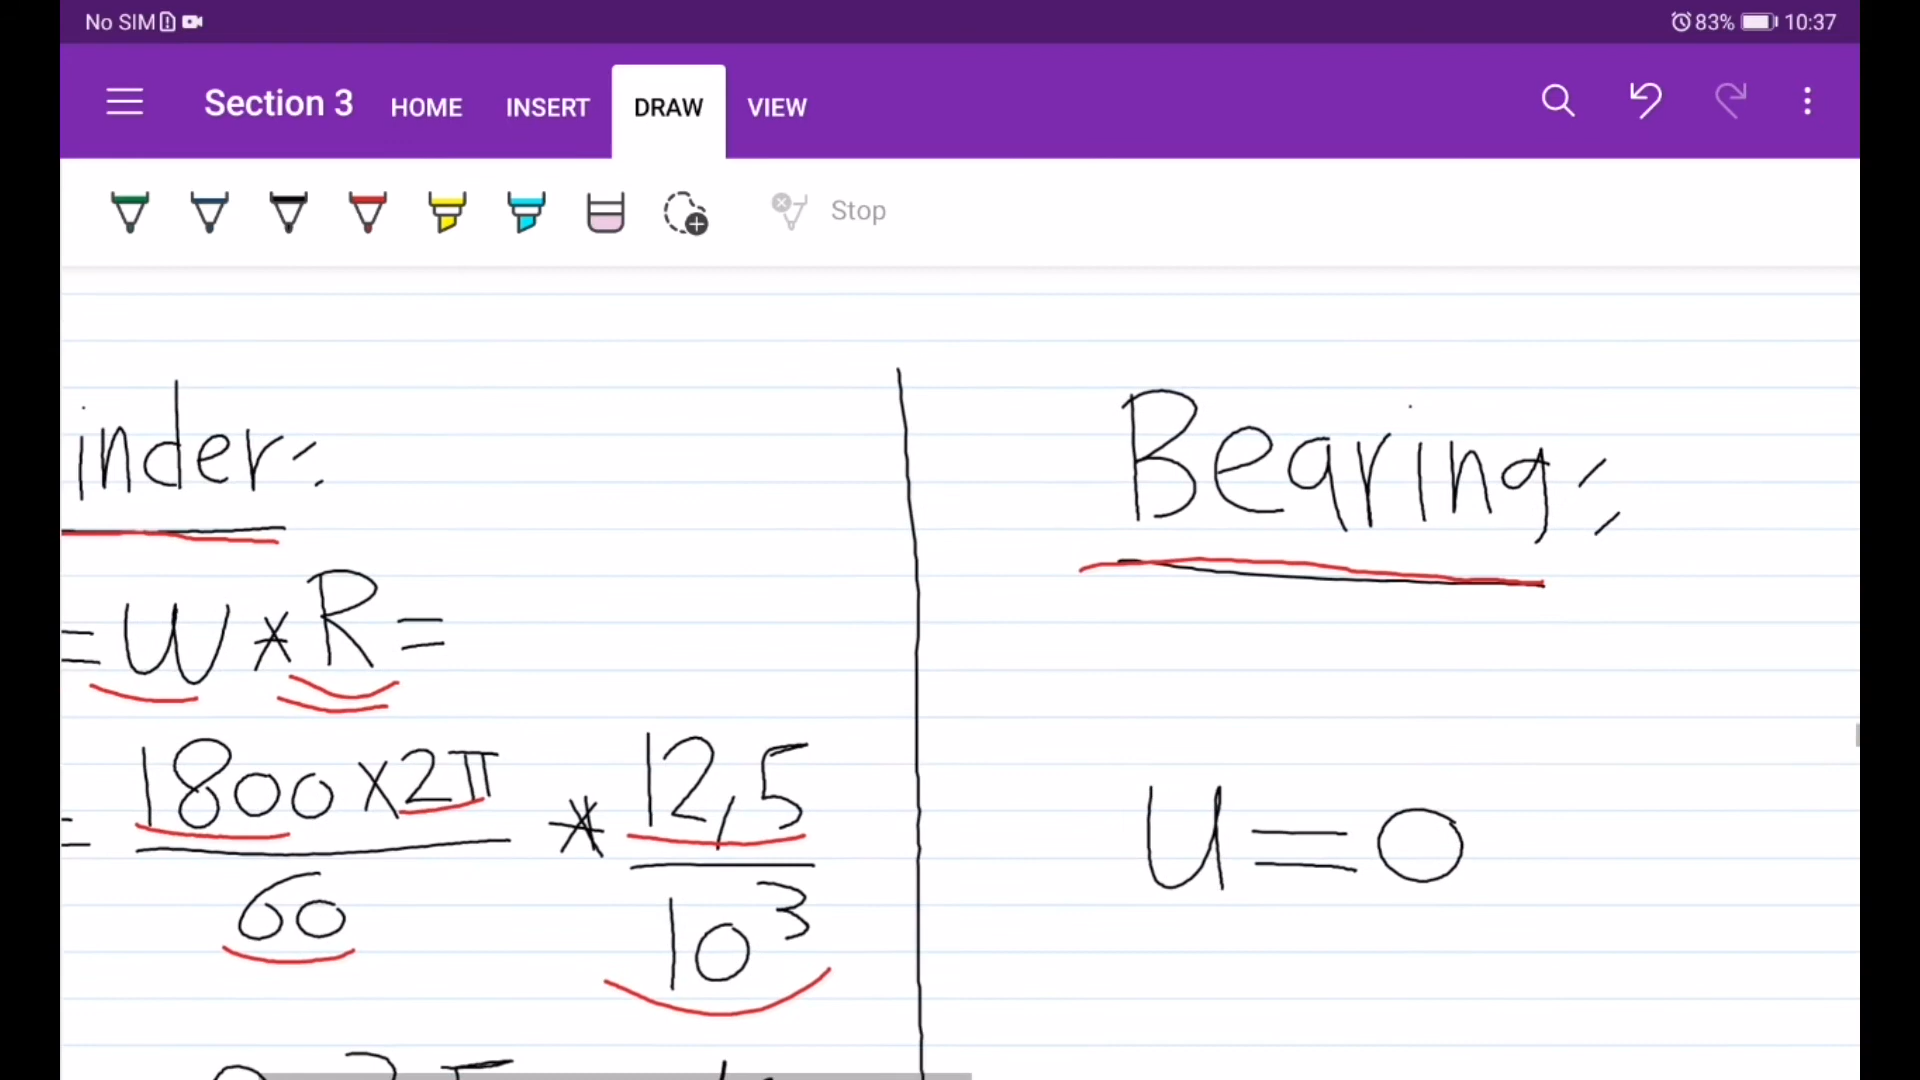 No SIM
83% 10:37
Section 3 HOME INSERT DRAW VIEW
Stop
inder:
= W * R =
= 1800 x 2π / 60 * 12,5 / 10³
Bearing:
U = 0